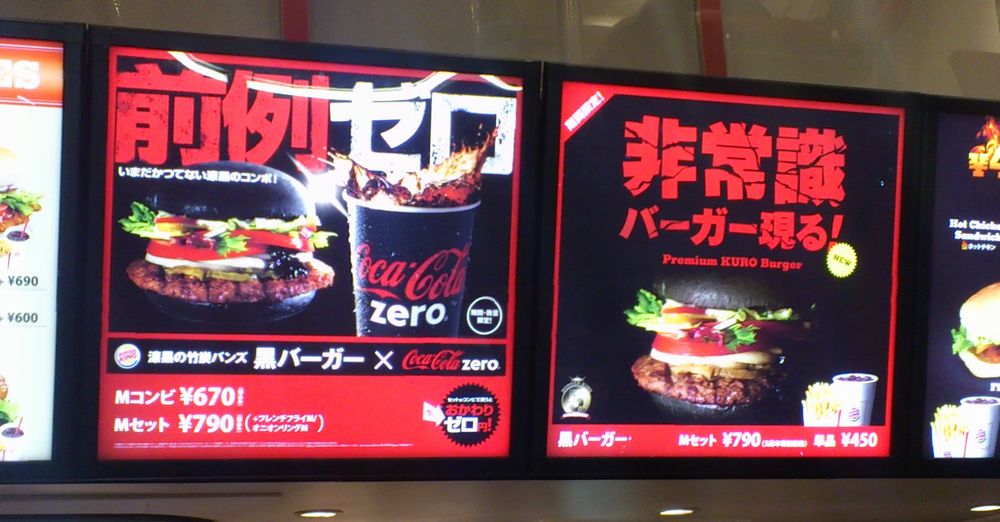 ES
¥690
¥600
前例ゼロ
いまだかつてない漆黒のコンボ!
Coca-Cola
zero
期間・数量
限定!
BURGER
KING
漆黒の竹炭バンズ 黒バーガー × Coca-Cola zero
Mコンビ ¥670
Mセット ¥790 (+フレンチフライM/
オニオンリングM)
おかわり
ゼロ円!
期間限定!
非常識
バーガー現る!
Premium KURO Burger
NEW
黒バーガー Mセット ¥790 単品 ¥450
Hot Chicke
Sandwich
ホットチキン